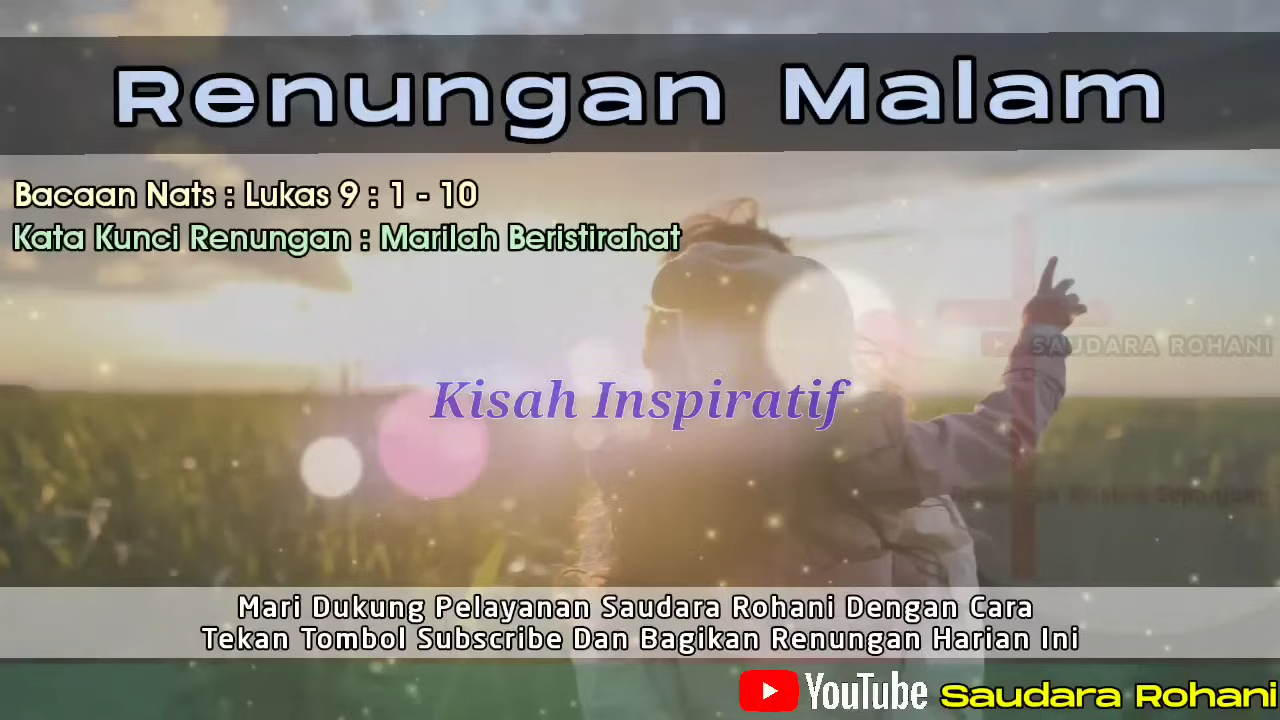 Renungan Malam
Bacaan Nats : Lukas 9 : 1 - 10
Kata Kunci Renungan : Marilah Beristirahat
SAUDARA ROHANI
Kisah Inspiratif
Mari Dukung Pelayanan Saudara Rohani Dengan Cara
Tekan Tombol Subscribe Dan Bagikan Renungan Harian Ini
YouTube Saudara Rohani